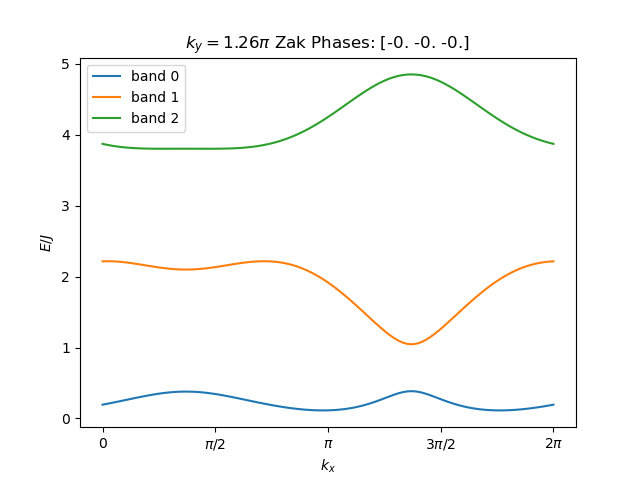 k_y = 1.26π Zak Phases: [-0. -0. -0.]
band 0
band 1
band 2
5
4
3
2
1
0
E/J
0 π/2 π 3π/2 2π
k_x